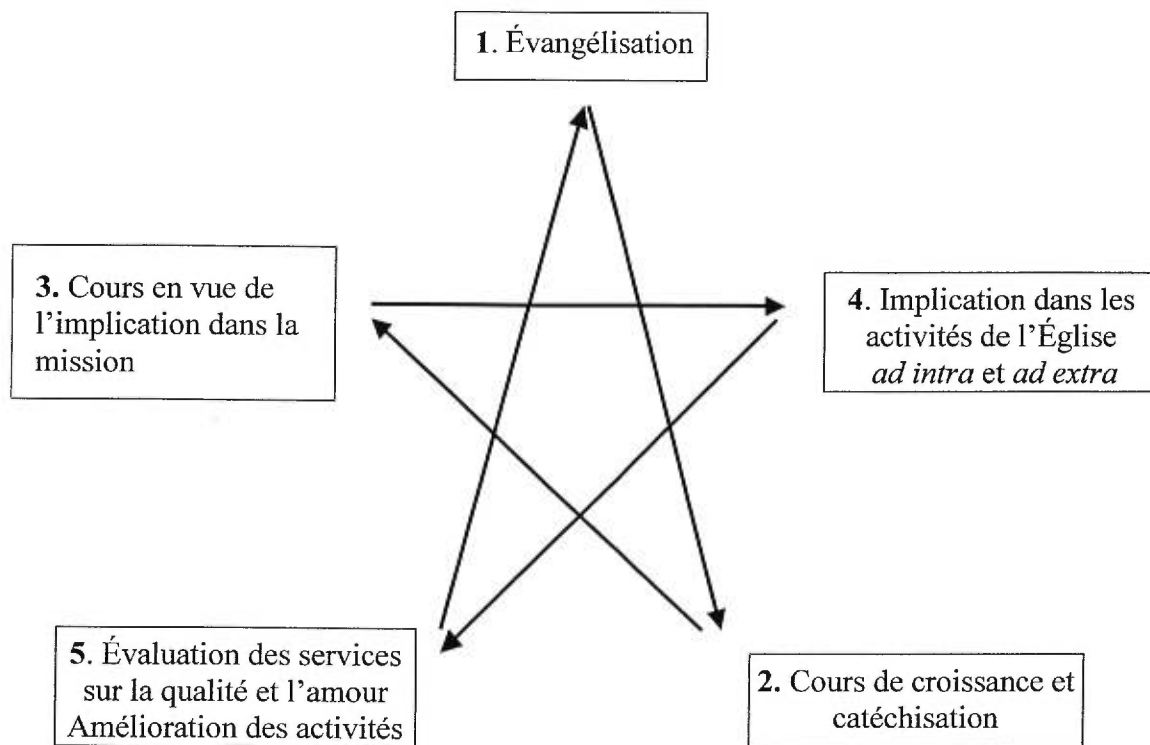 1. Évangélisation
3. Cours en vue de
l’implication dans la
mission
4. Implication dans les
activités de l’Église
ad intra et ad extra
5. Évaluation des services
sur la qualité et l’amour
Amélioration des activités
2. Cours de croissance et
catéchisation